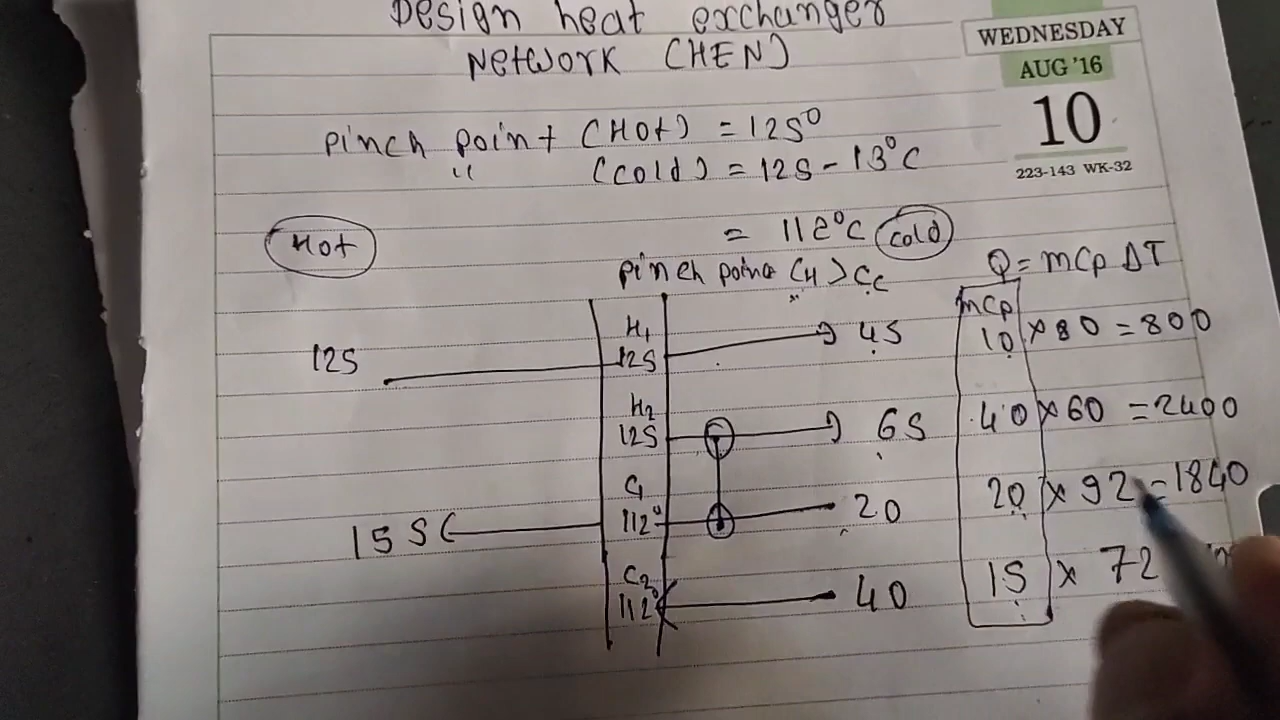 Design heat exchanger
Network (HEN)
WEDNESDAY
AUG '16
10
223-143 WK-32
pinch point (Hot) = 125°
" (cold) = 125 - 13°C
= 112°C cold
Hot
pinch point (H) Cc
Q = mCp ΔT
mCp
H1
125 125 45 10 × 80 = 800
H2
125 65 40 × 60 = 2400
C1
155 112° 20 20 × 92 = 1840
C2
112° 40 15 × 72